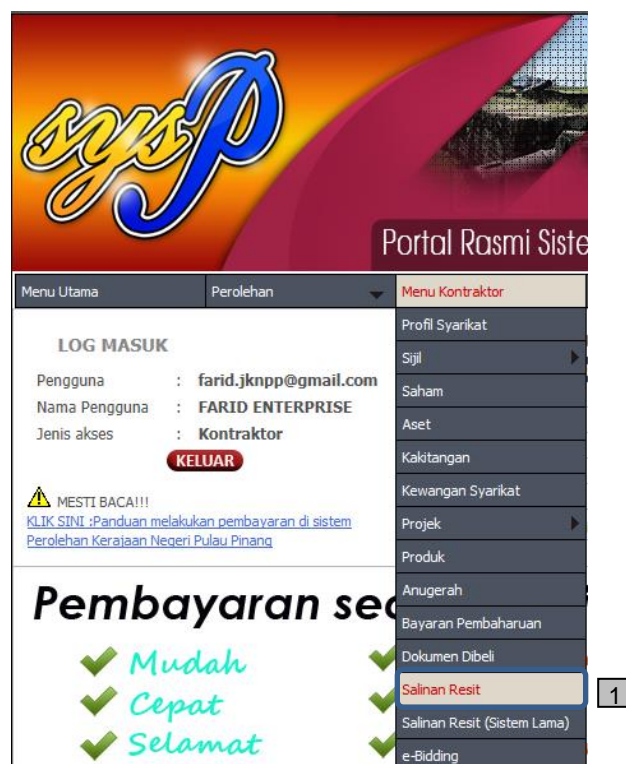 sysP
Portal Rasmi Siste
Menu Utama
Perolehan
Menu Kontraktor
LOG MASUK
Pengguna : farid.jknpp@gmail.com
Nama Pengguna : FARID ENTERPRISE
Jenis akses : Kontraktor
KELUAR
MESTI BACA!!!
KLIK SINI :Panduan melakukan pembayaran di sistem
Perolehan Kerajaan Negeri Pulau Pinang
Pembayaran sec
Mudah
Cepat
Selamat
Profil Syarikat
Sijil
Saham
Aset
Kakitangan
Kewangan Syarikat
Projek
Produk
Anugerah
Bayaran Pembaharuan
Dokumen Dibeli
Salinan Resit
Salinan Resit (Sistem Lama)
e-Bidding
1